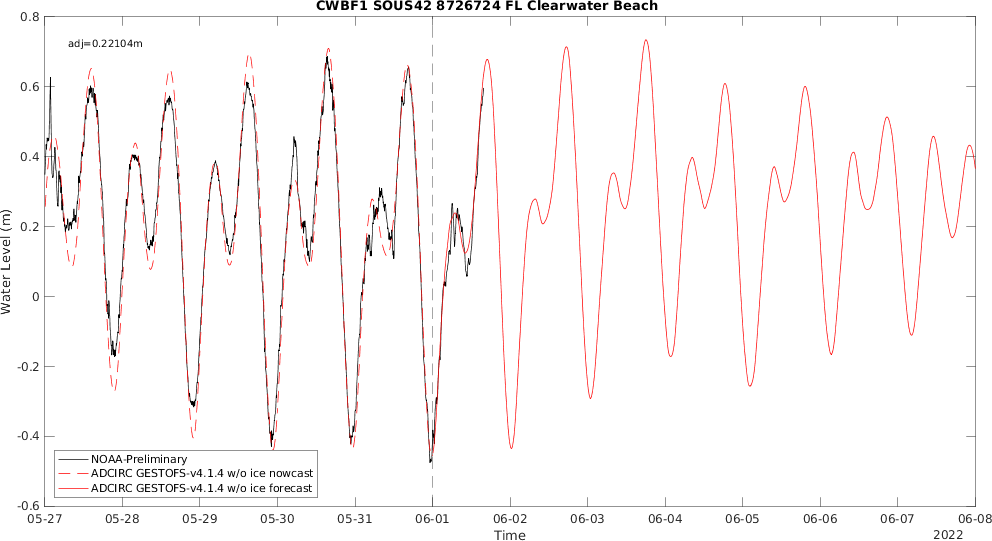 CWBF1 SOUS42 8726724 FL Clearwater Beach
adj=0.22104m
Water Level (m)
0.8
0.6
0.4
0.2
0
-0.2
-0.4
-0.6
NOAA-Preliminary
ADCIRC GESTOFS-v4.1.4 w/o ice nowcast
ADCIRC GESTOFS-v4.1.4 w/o ice forecast
05-27 05-28 05-29 05-30 05-31 06-01 06-02 06-03 06-04 06-05 06-06 06-07 06-08
Time
2022